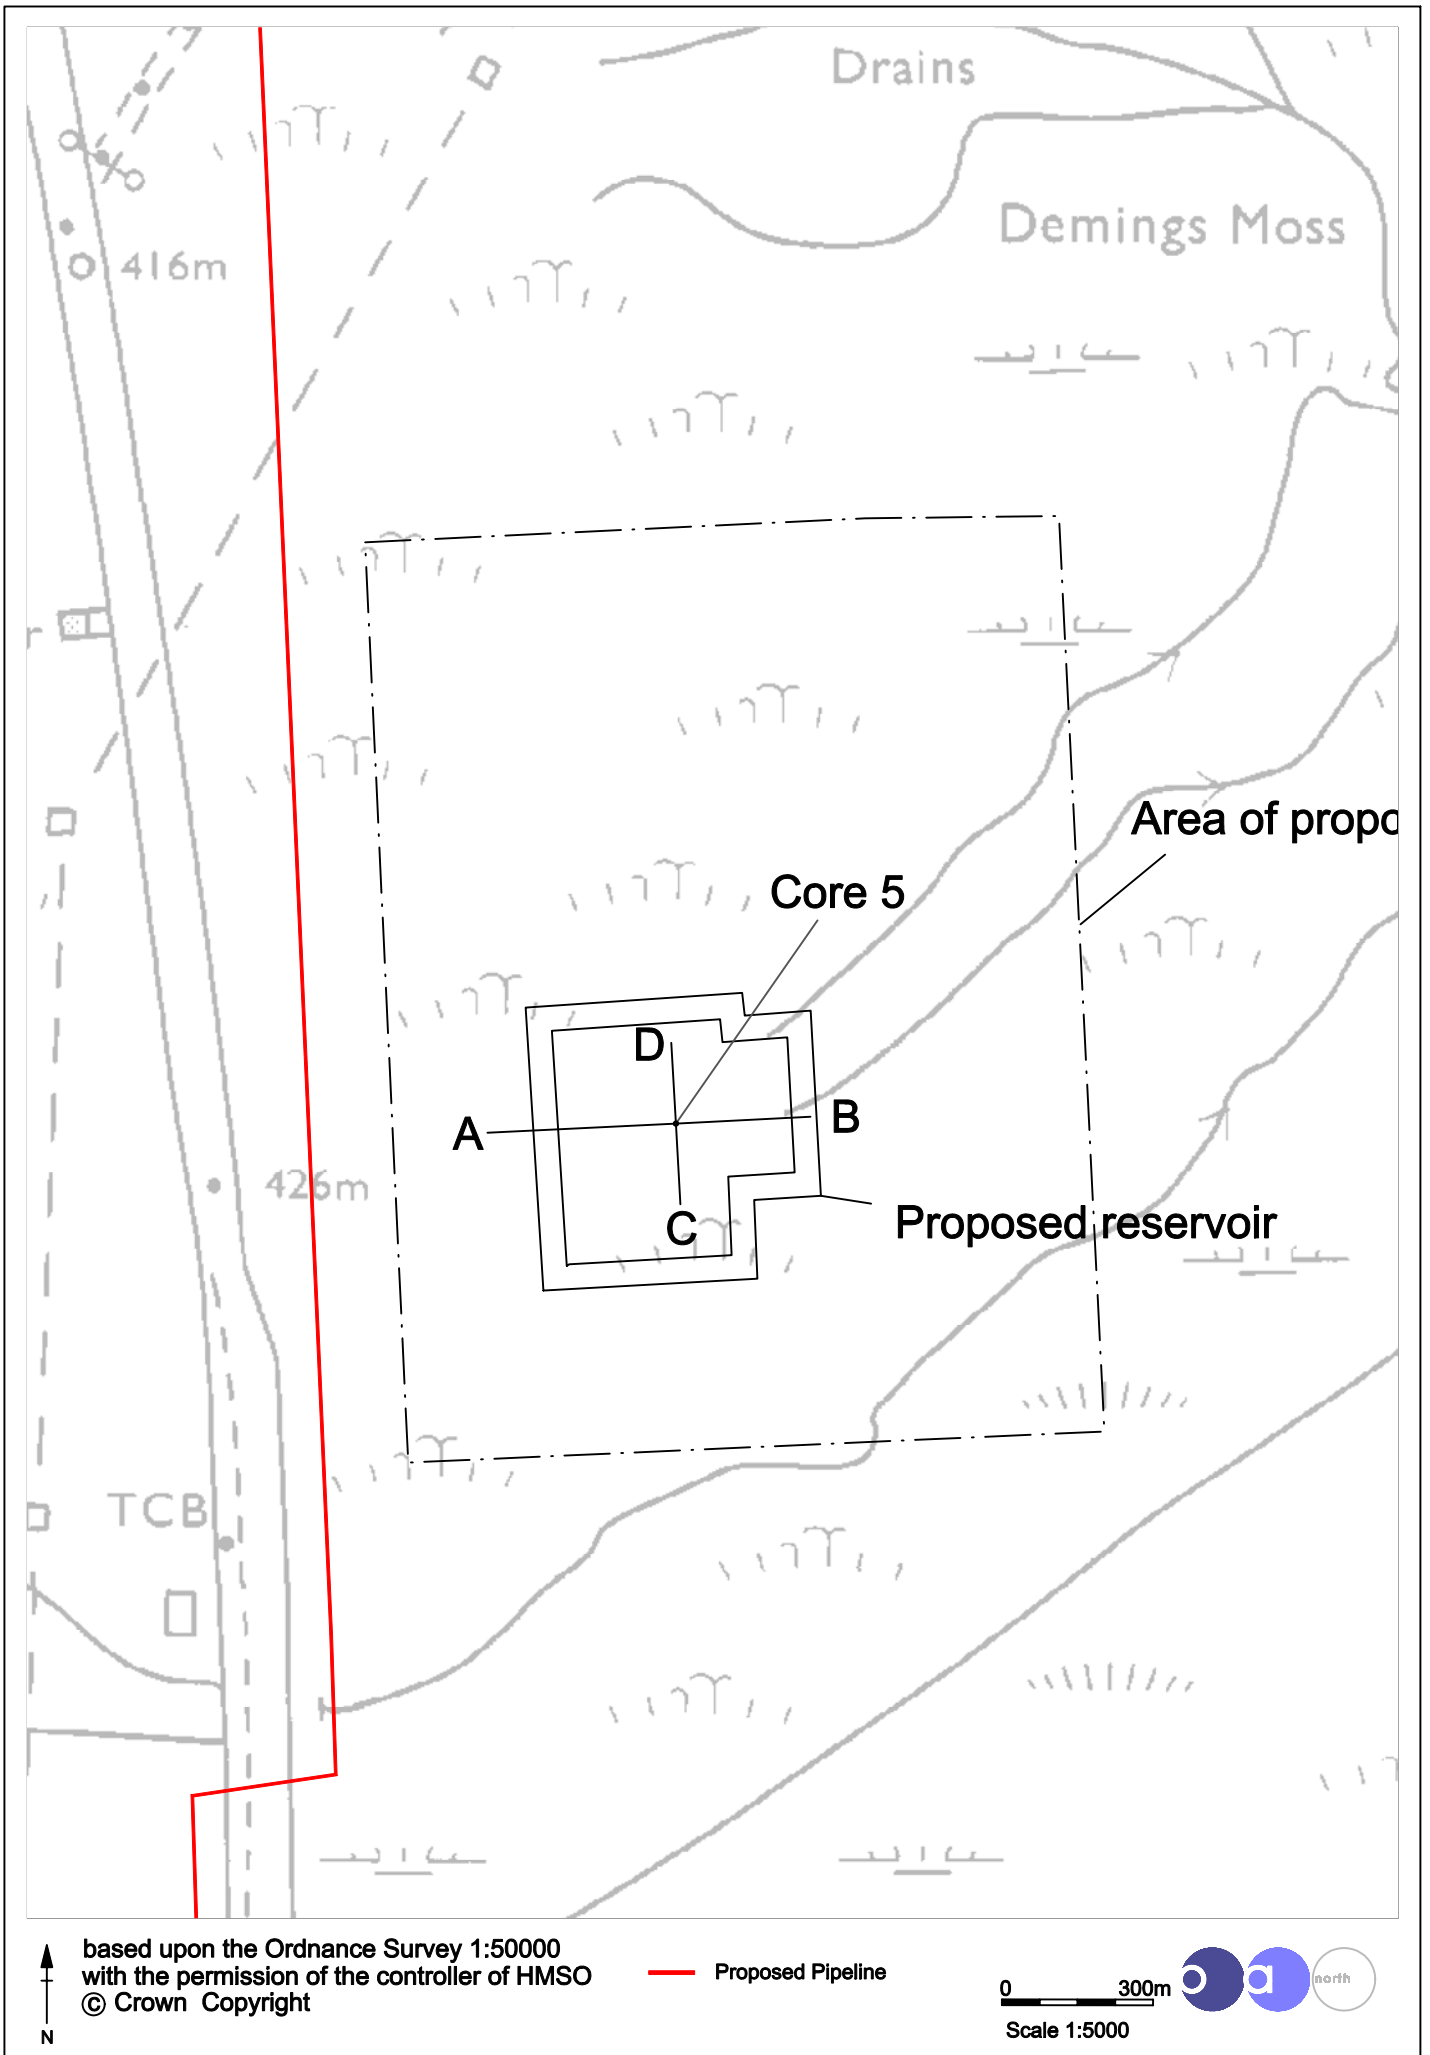 Drains
Demings Moss
416m
r
Area of propo
Core 5
D
A
B
426m
C
Proposed reservoir
TCB
based upon the Ordnance Survey 1:50000
with the permission of the controller of HMSO
© Crown Copyright
N
Proposed Pipeline
0 300m
Scale 1:5000
o a north